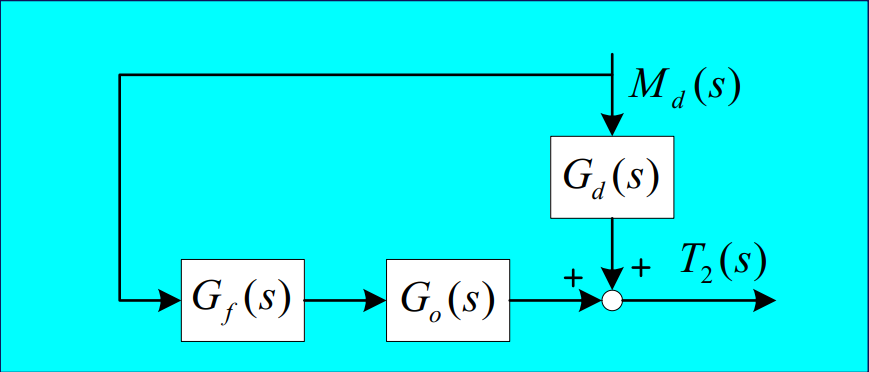 M_d(s)
G_d(s)
+ T_2(s)
+
G_f(s) G_o(s)